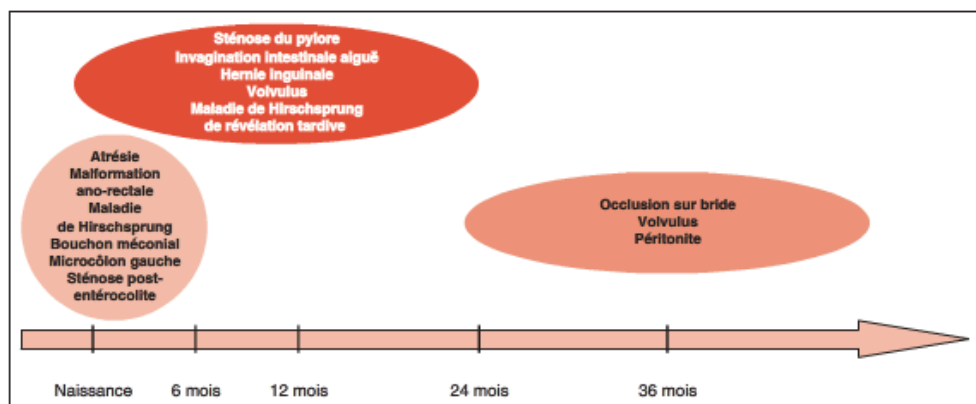 Sténose du pylore
Invagination intestinale aiguë
Hernie inguinale
Volvulus
Maladie de Hirschsprung
de révélation tardive
Atrésie
Malformation
ano-rectale
Maladie
de Hirschsprung
Bouchon méconial
Microcôlon gauche
Sténose post-
entérocolite
Occlusion sur bride
Volvulus
Péritonite
Naissance
6 mois
12 mois
24 mois
36 mois